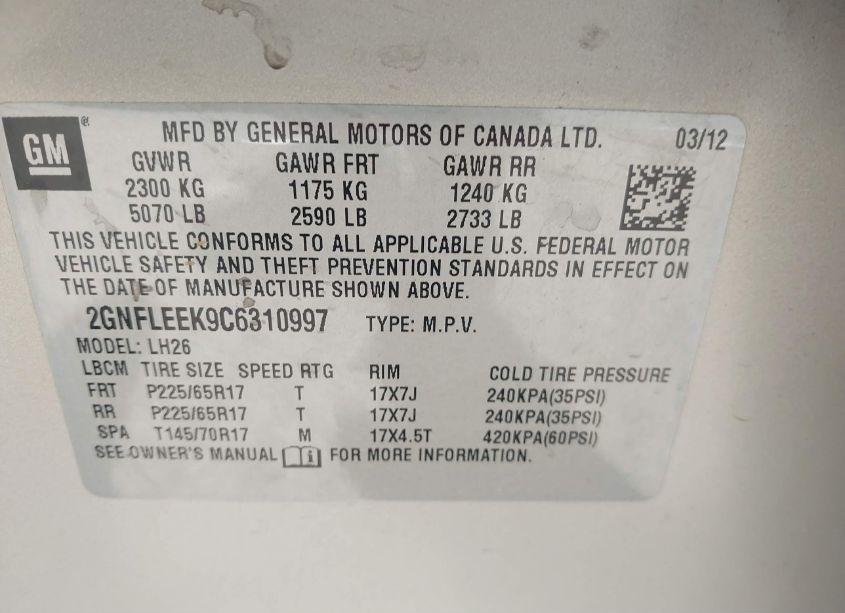 GM ®
MFD BY GENERAL MOTORS OF CANADA LTD. 03/12
GVWR GAWR FRT GAWR RR
2300 KG 1175 KG 1240 KG
5070 LB 2590 LB 2733 LB
THIS VEHICLE CONFORMS TO ALL APPLICABLE U.S. FEDERAL MOTOR
VEHICLE SAFETY AND THEFT PREVENTION STANDARDS IN EFFECT ON
THE DATE OF MANUFACTURE SHOWN ABOVE.
2GNFLEEK9C6310997 TYPE: M.P.V.
MODEL: LH26
LBCM TIRE SIZE SPEED RTG RIM COLD TIRE PRESSURE
FRT P225/65R17 T 17X7J 240KPA(35PSI)
RR P225/65R17 T 17X7J 240KPA(35PSI)
SPA T145/70R17 M 17X4.5T 420KPA(60PSI)
SEE OWNER'S MANUAL i FOR MORE INFORMATION.